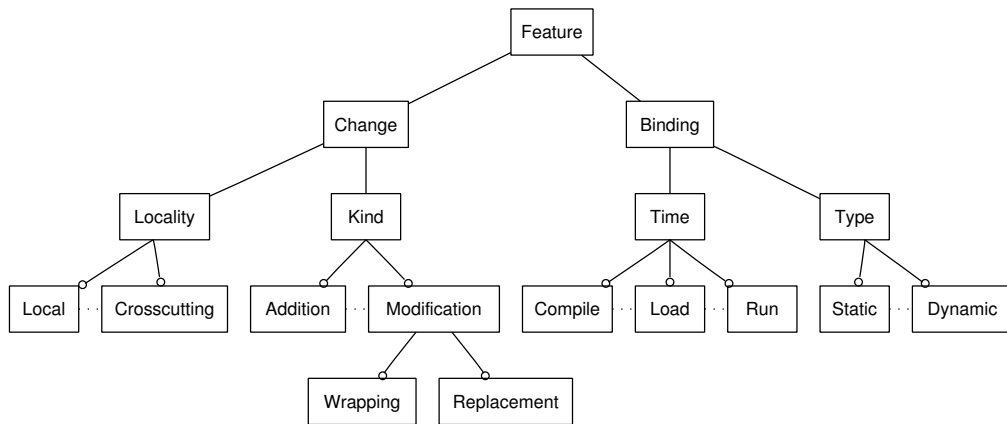 Feature
Change
Binding
Locality
Kind
Time
Type
Local
Crosscutting
Addition
Modification
Compile
Load
Run
Static
Dynamic
Wrapping
Replacement